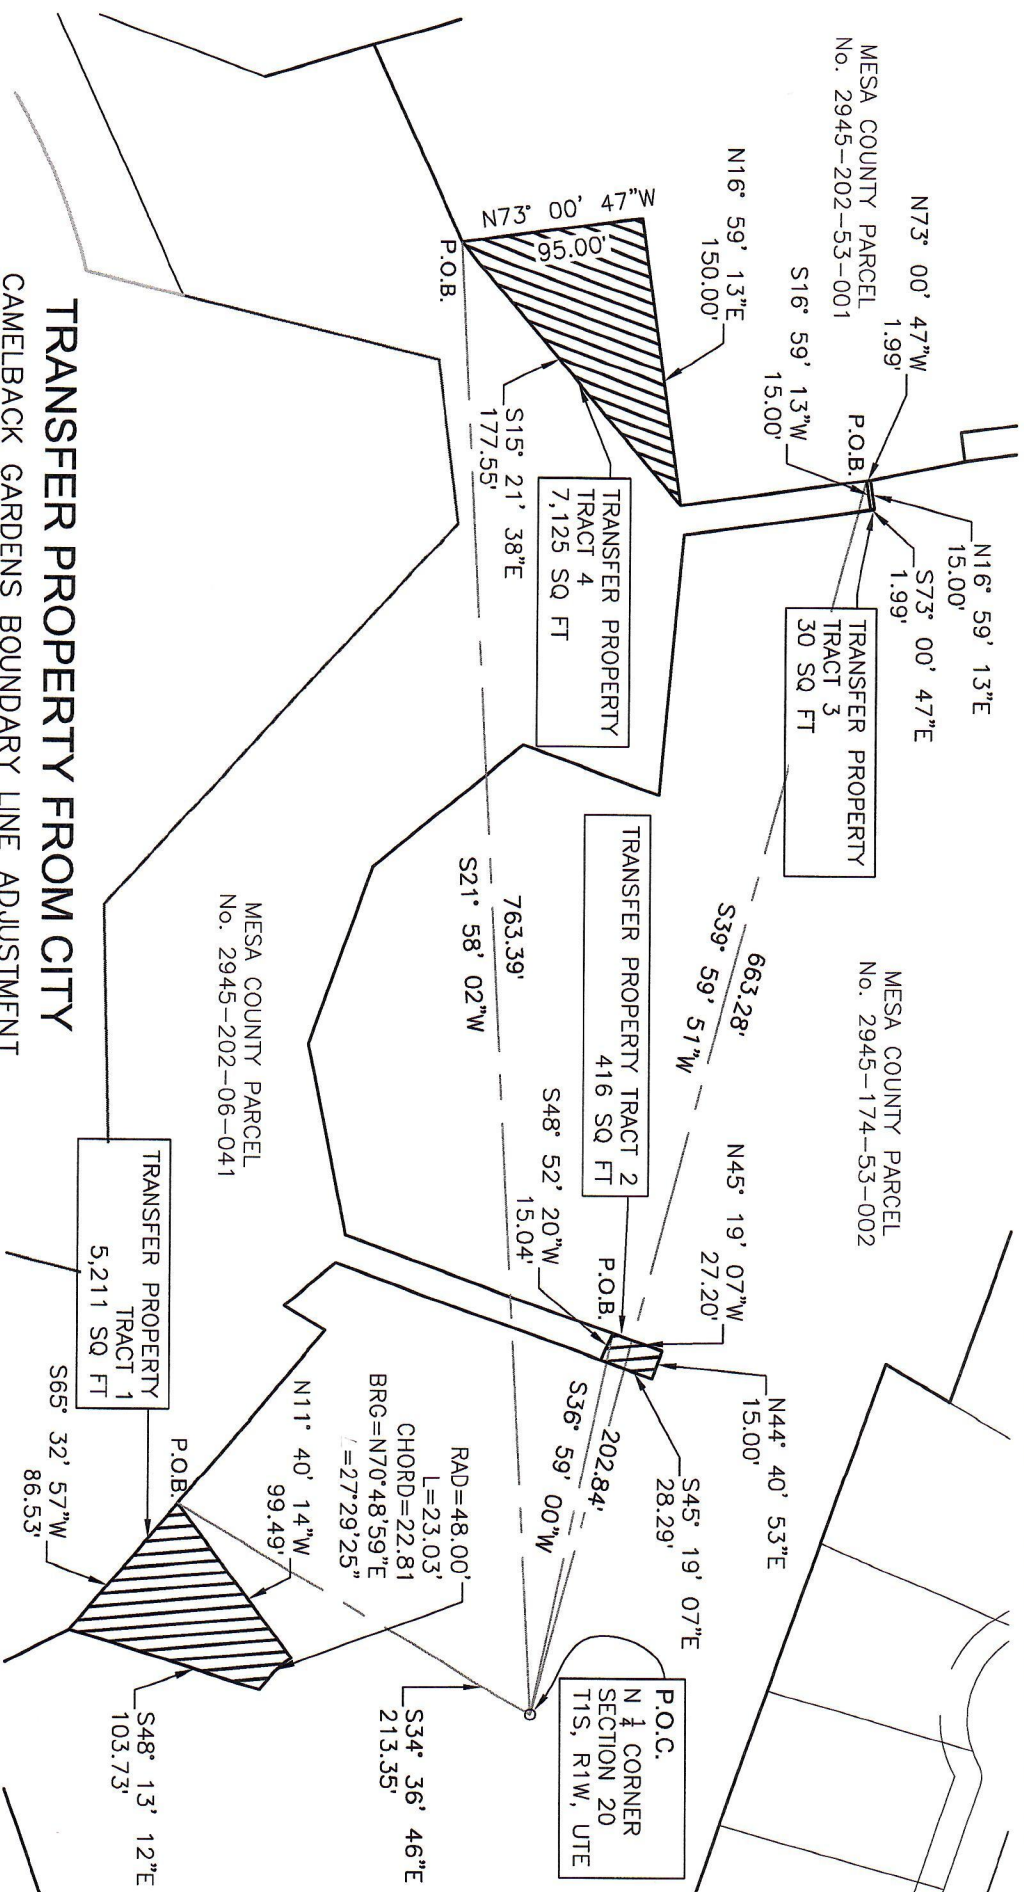 MESA COUNTY PARCEL
No. 2945-202-53-001
N73° 00' 47"W
1.99'
S16° 59' 13"W
15.00'
P.O.B.
N16° 59' 13"E
15.00'
S73° 00' 47"E
1.99'
TRANSFER PROPERTY
TRACT 3
30 SQ FT
N16° 59' 13"E
150.00'
N73° 00' 47"W
95.00'
P.O.B.
S15° 21' 38"E
177.55'
TRANSFER PROPERTY
TRACT 4
7,125 SQ FT
MESA COUNTY PARCEL
No. 2945-174-53-002
663.28'
S39° 59' 51"W
763.39'
S21° 58' 02"W
TRANSFER PROPERTY TRACT 2
416 SQ FT
S48° 52' 20"W
15.04'
P.O.B.
N45° 19' 07"W
27.20'
N44° 40' 53"E
15.00'
S45° 19' 07"E
28.29'
202.84'
S36° 59' 00"W
P.O.C.
N ¼ CORNER
SECTION 20
T1S, R1W, UTE
MESA COUNTY PARCEL
No. 2945-202-06-041
TRANSFER PROPERTY
TRACT 1
5,211 SQ FT
P.O.B.
S65° 32' 57"W
86.53'
N11° 40' 14"W
99.49'
RAD=48.00'
L=23.03'
CHORD=22.81
BRG=N70°48'59"E
=27°29'25"
S34° 36' 46"E
213.35'
S48° 13' 12"E
103.73'
TRANSFER PROPERTY FROM CITY
CAMELBACK GARDENS BOUNDARY LINE ADJUSTMENT